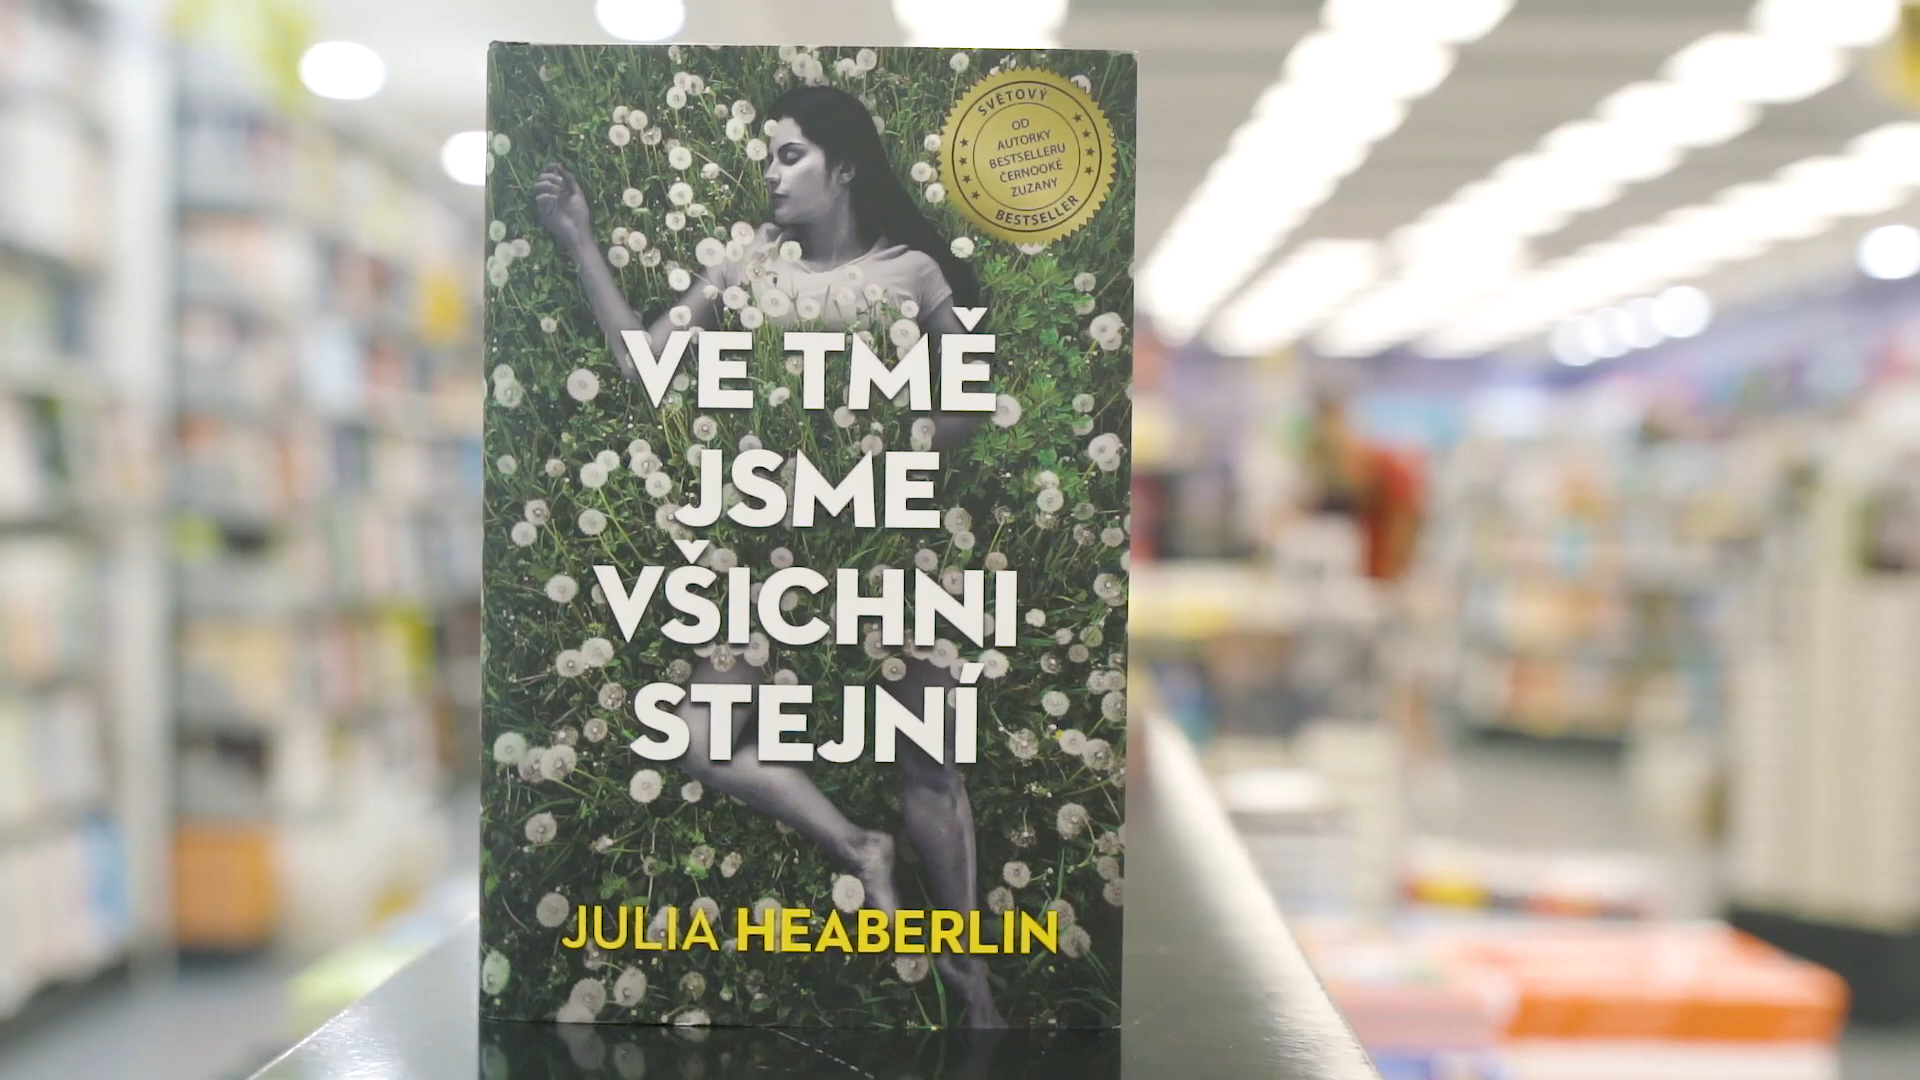 SVĚTOVÝ
OD
AUTORKY
BESTSELLERU
ČERNOOKÉ
ZUZANY
BESTSELLER
VE TMĚ
JSME
VŠICHNI
STEJNÍ
JULIA HEABERLIN